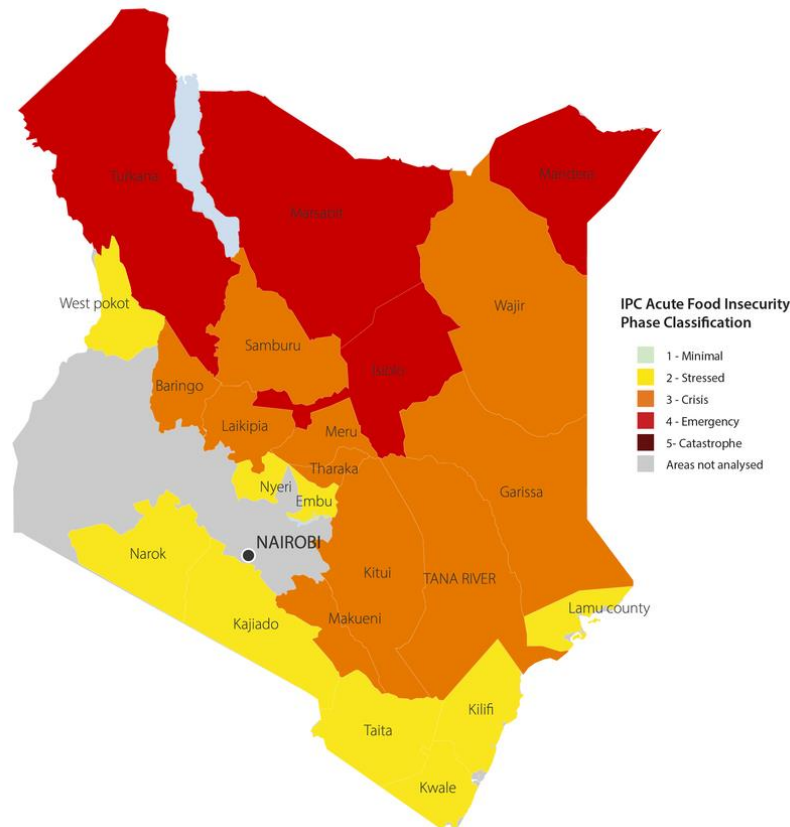 Turkana
Marsabit
Mandera
West pokot
Wajir
IPC Acute Food Insecurity
Phase Classification
1 - Minimal
2 - Stressed
3 - Crisis
4 - Emergency
5- Catastrophe
Areas not analysed
Samburu
Isiolo
Baringo
Laikipia
Meru
Tharaka
Nyeri
Embu
Garissa
NAIROBI
Narok
Kitui
TANA RIVER
Lamu county
Kajiado
Makueni
Taita
Kilifi
Kwale